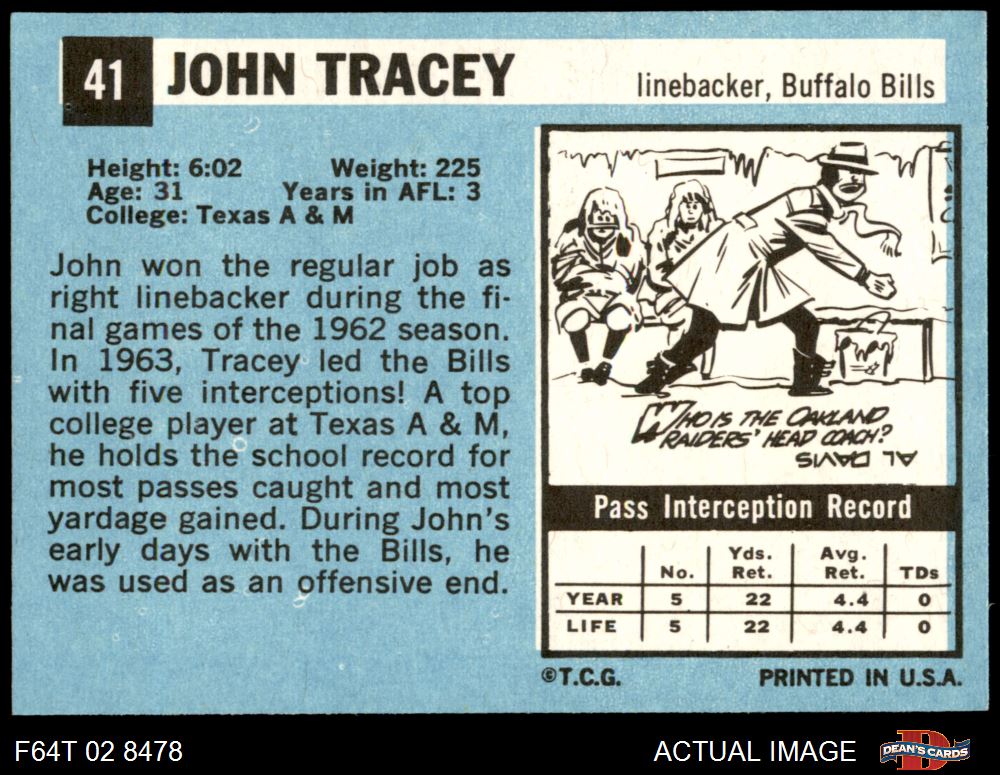 41 JOHN TRACEY
linebacker, Buffalo Bills
Height: 6:02 Weight: 225
Age: 31 Years in AFL: 3
College: Texas A & M
John won the regular job as
right linebacker during the fi-
nal games of the 1962 season.
In 1963, Tracey led the Bills
with five interceptions! A top
college player at Texas A & M,
he holds the school record for
most passes caught and most
yardage gained. During John's
early days with the Bills, he
was used as an offensive end.
WHO IS THE OAKLAND
RAIDERS' HEAD COACH?
AL DAVIS
Pass Interception Record
No. Yds. Ret. Avg. Ret. TDs
YEAR 5 22 4.4 0
LIFE 5 22 4.4 0
©T.C.G. PRINTED IN U.S.A.
F64T 02 8478 ACTUAL IMAGE DEAN'S CARDS